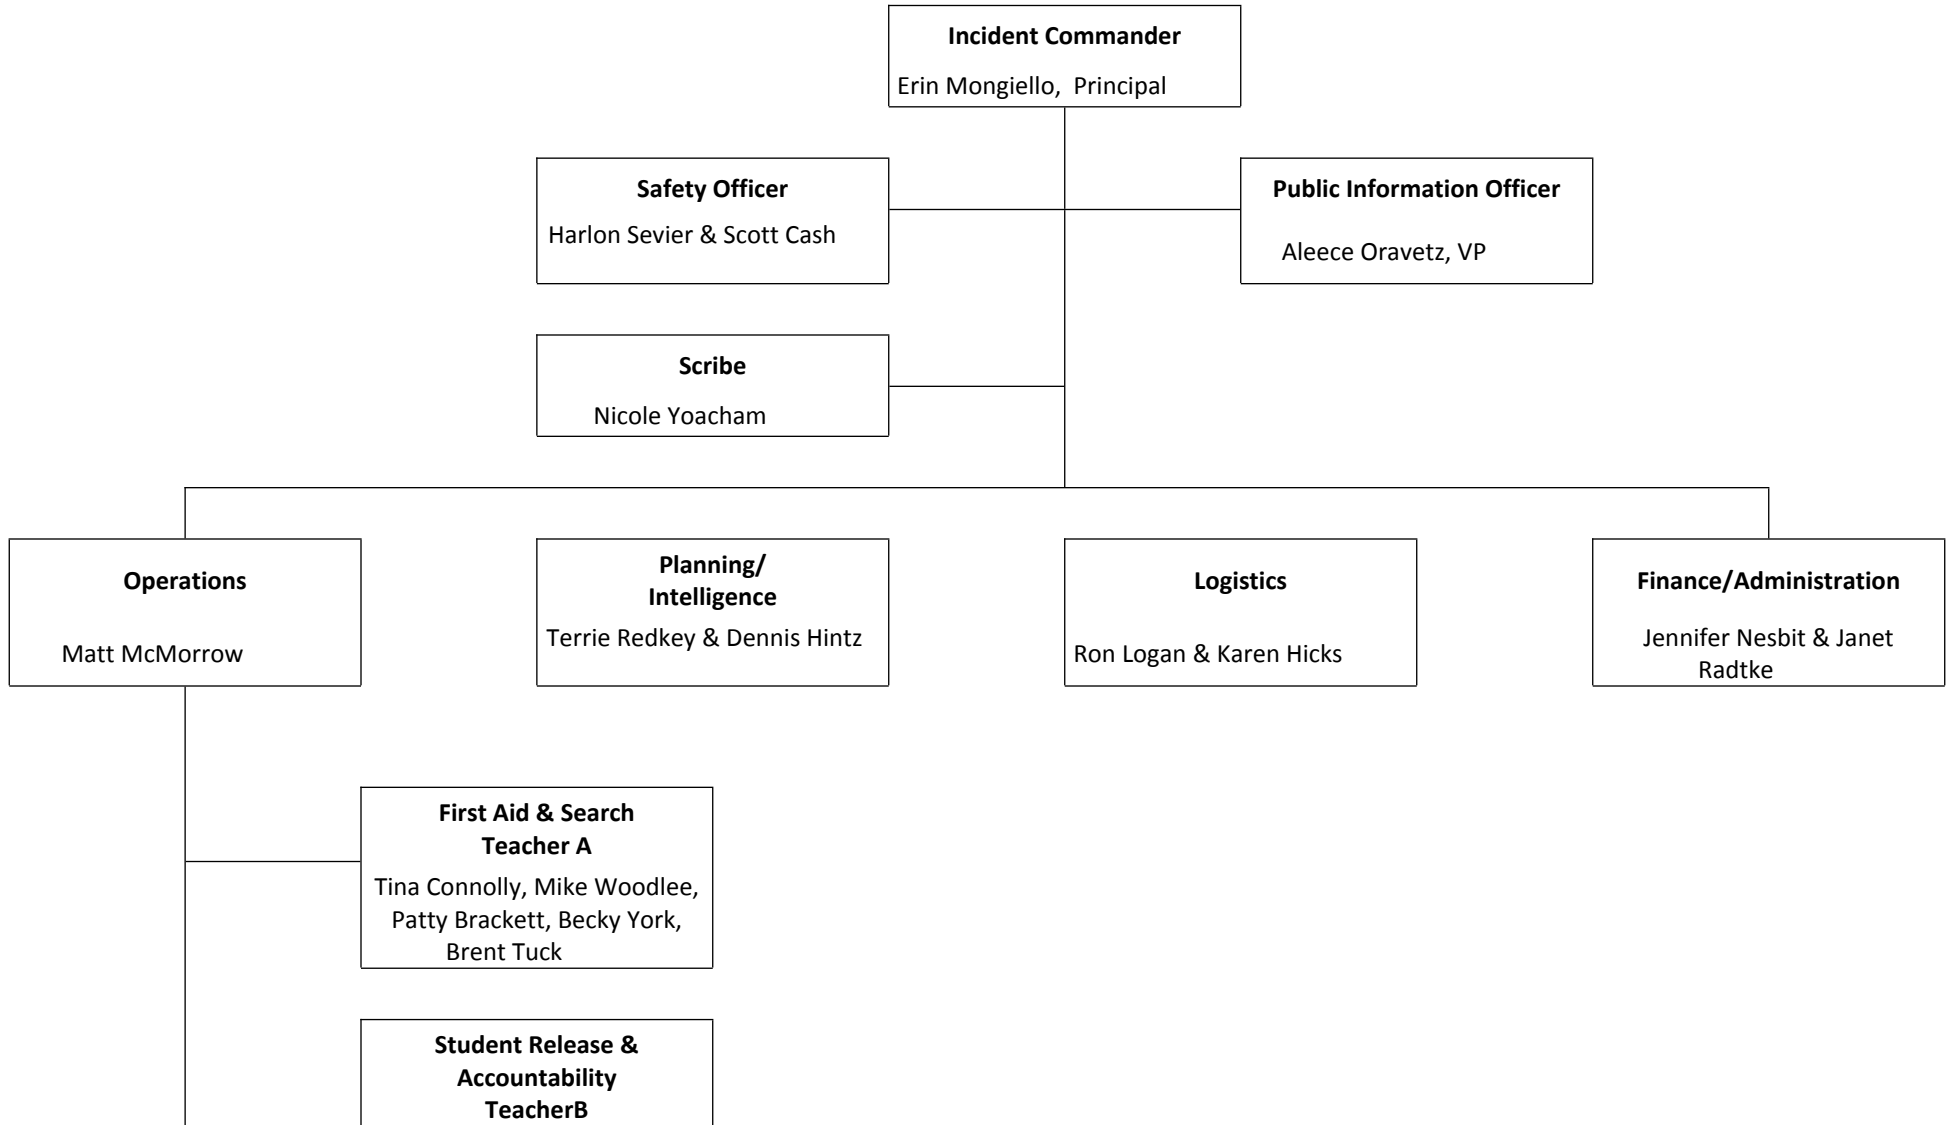 Incident Commander
Erin Mongiello, Principal
Safety Officer
Harlon Sevier & Scott Cash
Public Information Officer
Aleece Oravetz, VP
Scribe
Nicole Yoacham
Operations
Matt McMorrow
Planning/
Intelligence
Terrie Redkey & Dennis Hintz
Logistics
Ron Logan & Karen Hicks
Finance/Administration
Jennifer Nesbit & Janet
Radtke
First Aid & Search
Teacher A
Tina Connolly, Mike Woodlee,
Patty Brackett, Becky York,
Brent Tuck
Student Release &
Accountability
TeacherB